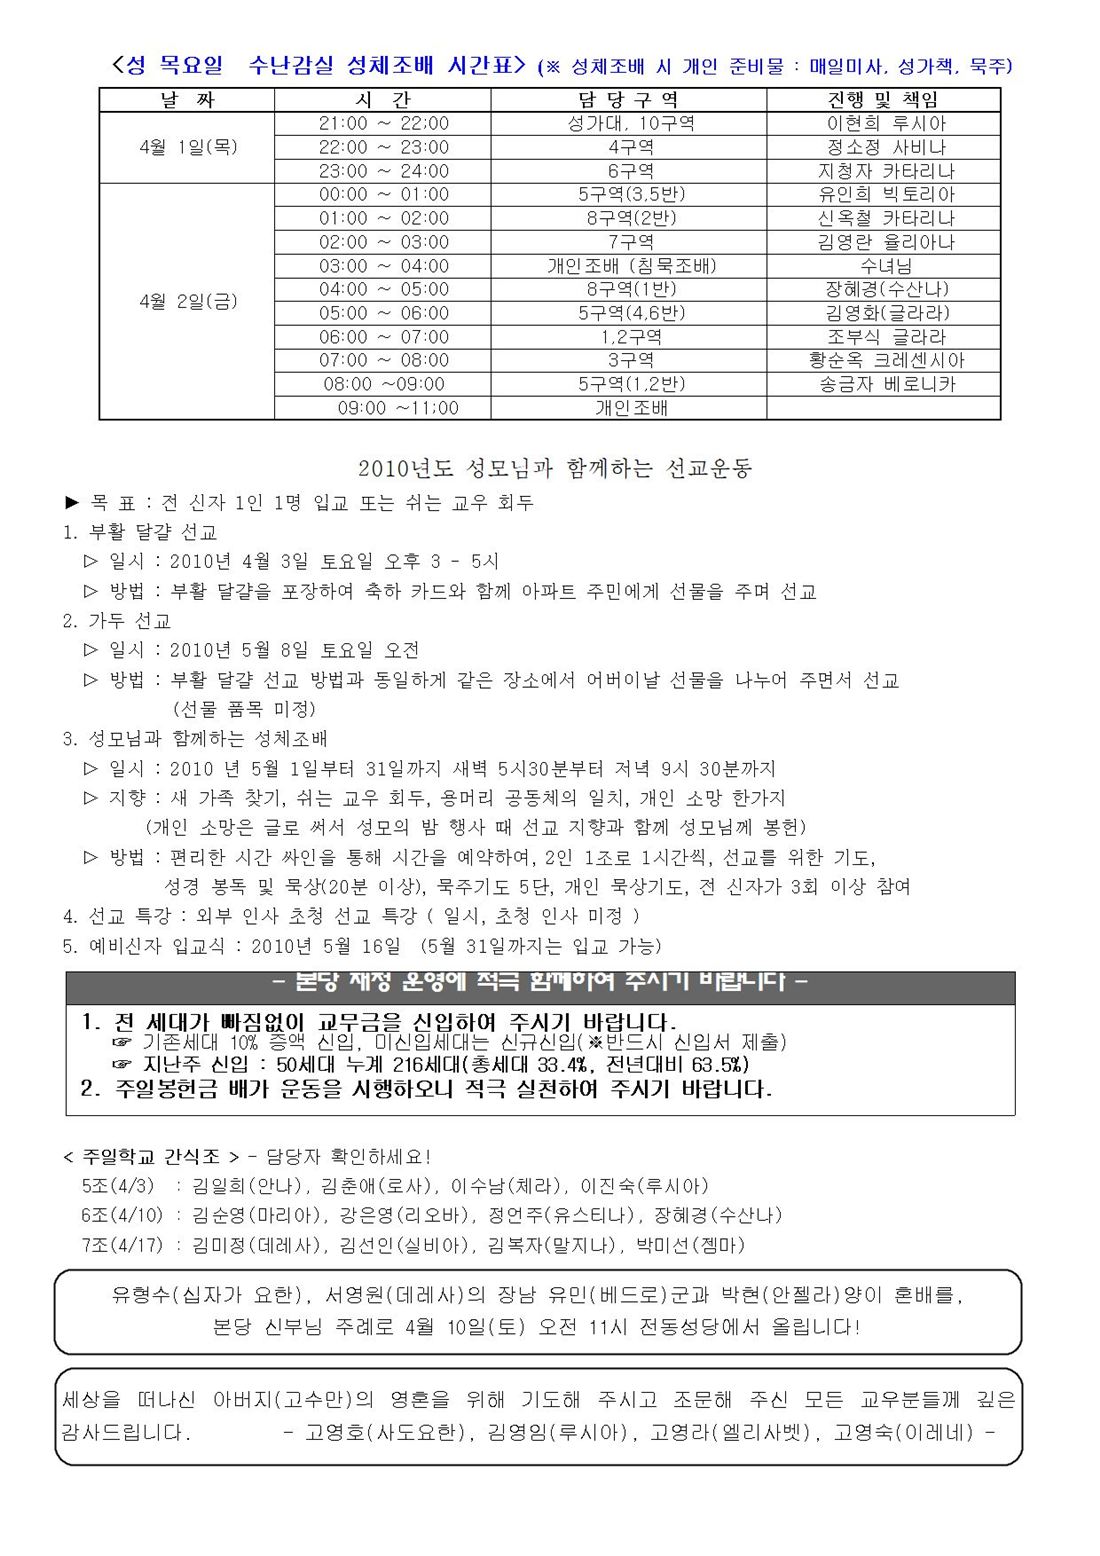 <성 목요일  수난감실 성체조배 시간표> (※ 성체조배 시 개인 준비물 : 매일미사, 성가책, 묵주)
날 짜 시 간 담 당 구 역 진행 및 책임
4월 1일(목) 21:00 ~ 22;00 성가대, 10구역 이현희 루시아
22:00 ~ 23:00 4구역 정소정 사비나
23:00 ~ 24:00 6구역 지청자 카타리나
4월 2일(금) 00:00 ~ 01:00 5구역(3,5반) 유인희 빅토리아
01:00 ~ 02:00 8구역(2반) 신옥철 카타리나
02:00 ~ 03:00 7구역 김영란 율리아나
03:00 ~ 04:00 개인조배 (침묵조배) 수녀님
04:00 ~ 05:00 8구역(1반) 장혜경(수산나)
05:00 ~ 06:00 5구역(4,6반) 김영화(글라라)
06:00 ~ 07:00 1,2구역 조부식 글라라
07:00 ~ 08:00 3구역 황순옥 크레센시아
08:00 ~09:00 5구역(1,2반) 송금자 베로니카
09:00 ~11;00 개인조배
2010년도 성모님과 함께하는 선교운동
▶ 목 표 : 전 신자 1인 1명 입교 또는 쉬는 교우 회두
1. 부활 달걀 선교
▷ 일시 : 2010년 4월 3일 토요일 오후 3 - 5시
▷ 방법 : 부활 달걀을 포장하여 축하 카드와 함께 아파트 주민에게 선물을 주며 선교
2. 가두 선교
▷ 일시 : 2010년 5월 8일 토요일 오전
▷ 방법 : 부활 달걀 선교 방법과 동일하게 같은 장소에서 어버이날 선물을 나누어 주면서 선교
(선물 품목 미정)
3. 성모님과 함께하는 성체조배
▷ 일시 : 2010 년 5월 1일부터 31일까지 새벽 5시30분부터 저녁 9시 30분까지
▷ 지향 : 새 가족 찾기, 쉬는 교우 회두, 용머리 공동체의 일치, 개인 소망 한가지
(개인 소망은 글로 써서 성모의 밤 행사 때 선교 지향과 함께 성모님께 봉헌)
▷ 방법 : 편리한 시간 싸인을 통해 시간을 예약하여, 2인 1조로 1시간씩, 선교를 위한 기도,
성경 봉독 및 묵상(20분 이상), 묵주기도 5단, 개인 묵상기도, 전 신자가 3회 이상 참여
4. 선교 특강 : 외부 인사 초청 선교 특강 ( 일시, 초청 인사 미정 )
5. 예비신자 입교식 : 2010년 5월 16일  (5월 31일까지는 입교 가능)
- 본당 재정 운영에 적극 함께하여 주시기 바랍니다 -
1. 전 세대가 빠짐없이 교무금을 신입하여 주시기 바랍니다.
☞ 기존세대 10% 증액 신입, 미신입세대는 신규신입(※반드시 신입서 제출)
☞ 지난주 신입 : 50세대 누계 216세대(총세대 33.4%, 전년대비 63.5%)
2. 주일봉헌금 배가 운동을 시행하오니 적극 실천하여 주시기 바랍니다.
< 주일학교 간식조 > - 담당자 확인하세요!
5조(4/3)  : 김일희(안나), 김춘애(로사), 이수남(체라), 이진숙(루시아)
6조(4/10) : 김순영(마리아), 강은영(리오바), 정언주(유스티나), 장혜경(수산나)
7조(4/17) : 김미정(데레사), 김선인(실비아), 김복자(말지나), 박미선(젬마)
유형수(십자가 요한), 서영원(데레사)의 장남 유민(베드로)군과 박현(안젤라)양이 혼배를,
본당 신부님 주례로 4월 10일(토) 오전 11시 전동성당에서 올립니다!
세상을 떠나신 아버지(고수만)의 영혼을 위해 기도해 주시고 조문해 주신 모든 교우분들께 깊은
감사드립니다.   - 고영호(사도요한), 김영임(루시아), 고영라(엘리사벳), 고영숙(이레네) -